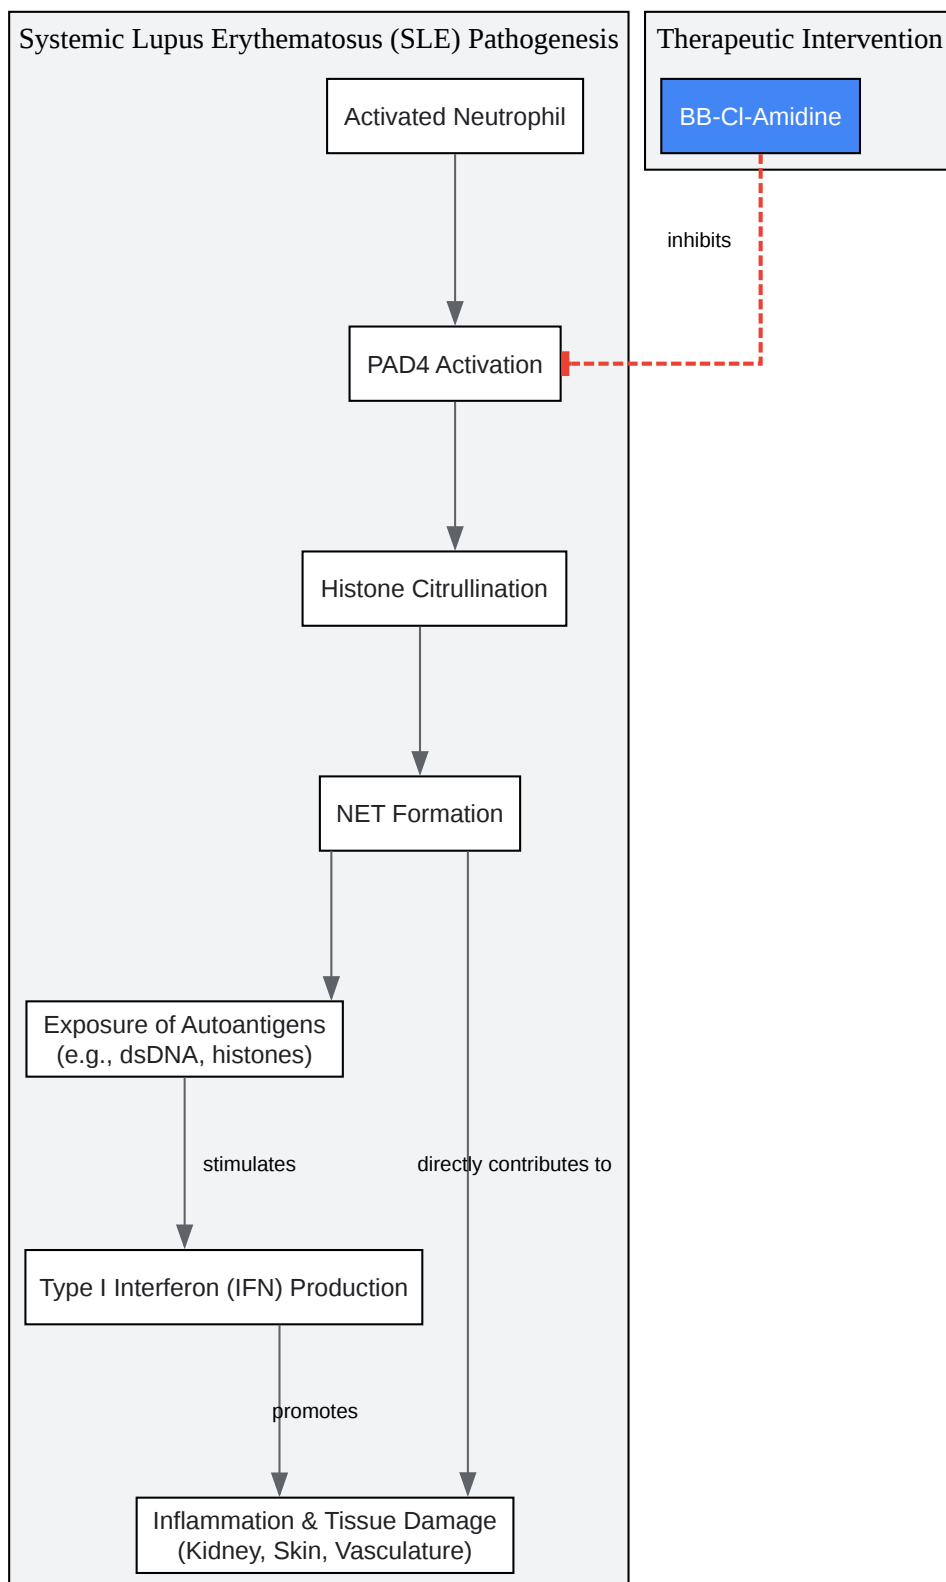 Systemic Lupus Erythematosus (SLE) Pathogenesis
Therapeutic Intervention
Activated Neutrophil
BB-Cl-Amidine
inhibits
PAD4 Activation
Histone Citrullination
NET Formation
Exposure of Autoantigens
(e.g., dsDNA, histones)
stimulates
directly contributes to
Type I Interferon (IFN) Production
promotes
Inflammation & Tissue Damage
(Kidney, Skin, Vasculature)